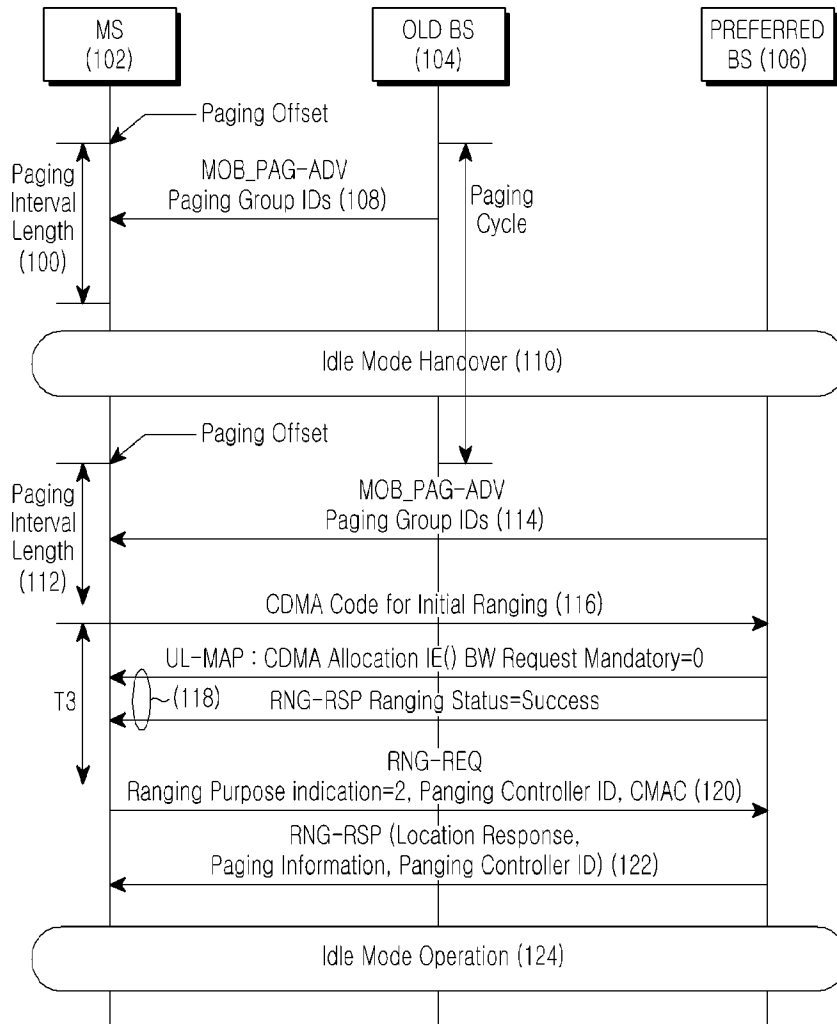 MS
(102)
OLD BS
(104)
PREFERRED
BS (106)
Paging Offset
Paging
Interval
Length
(100)
MOB_PAG-ADV
Paging Group IDs (108)
Paging
Cycle
Idle Mode Handover (110)
Paging Offset
Paging
Interval
Length
(112)
MOB_PAG-ADV
Paging Group IDs (114)
CDMA Code for Initial Ranging (116)
T3
UL-MAP : CDMA Allocation IE() BW Request Mandatory=0
(118)
RNG-RSP Ranging Status=Success
RNG-REQ
Ranging Purpose indication=2, Panging Controller ID, CMAC (120)
RNG-RSP (Location Response,
Paging Information, Panging Controller ID) (122)
Idle Mode Operation (124)